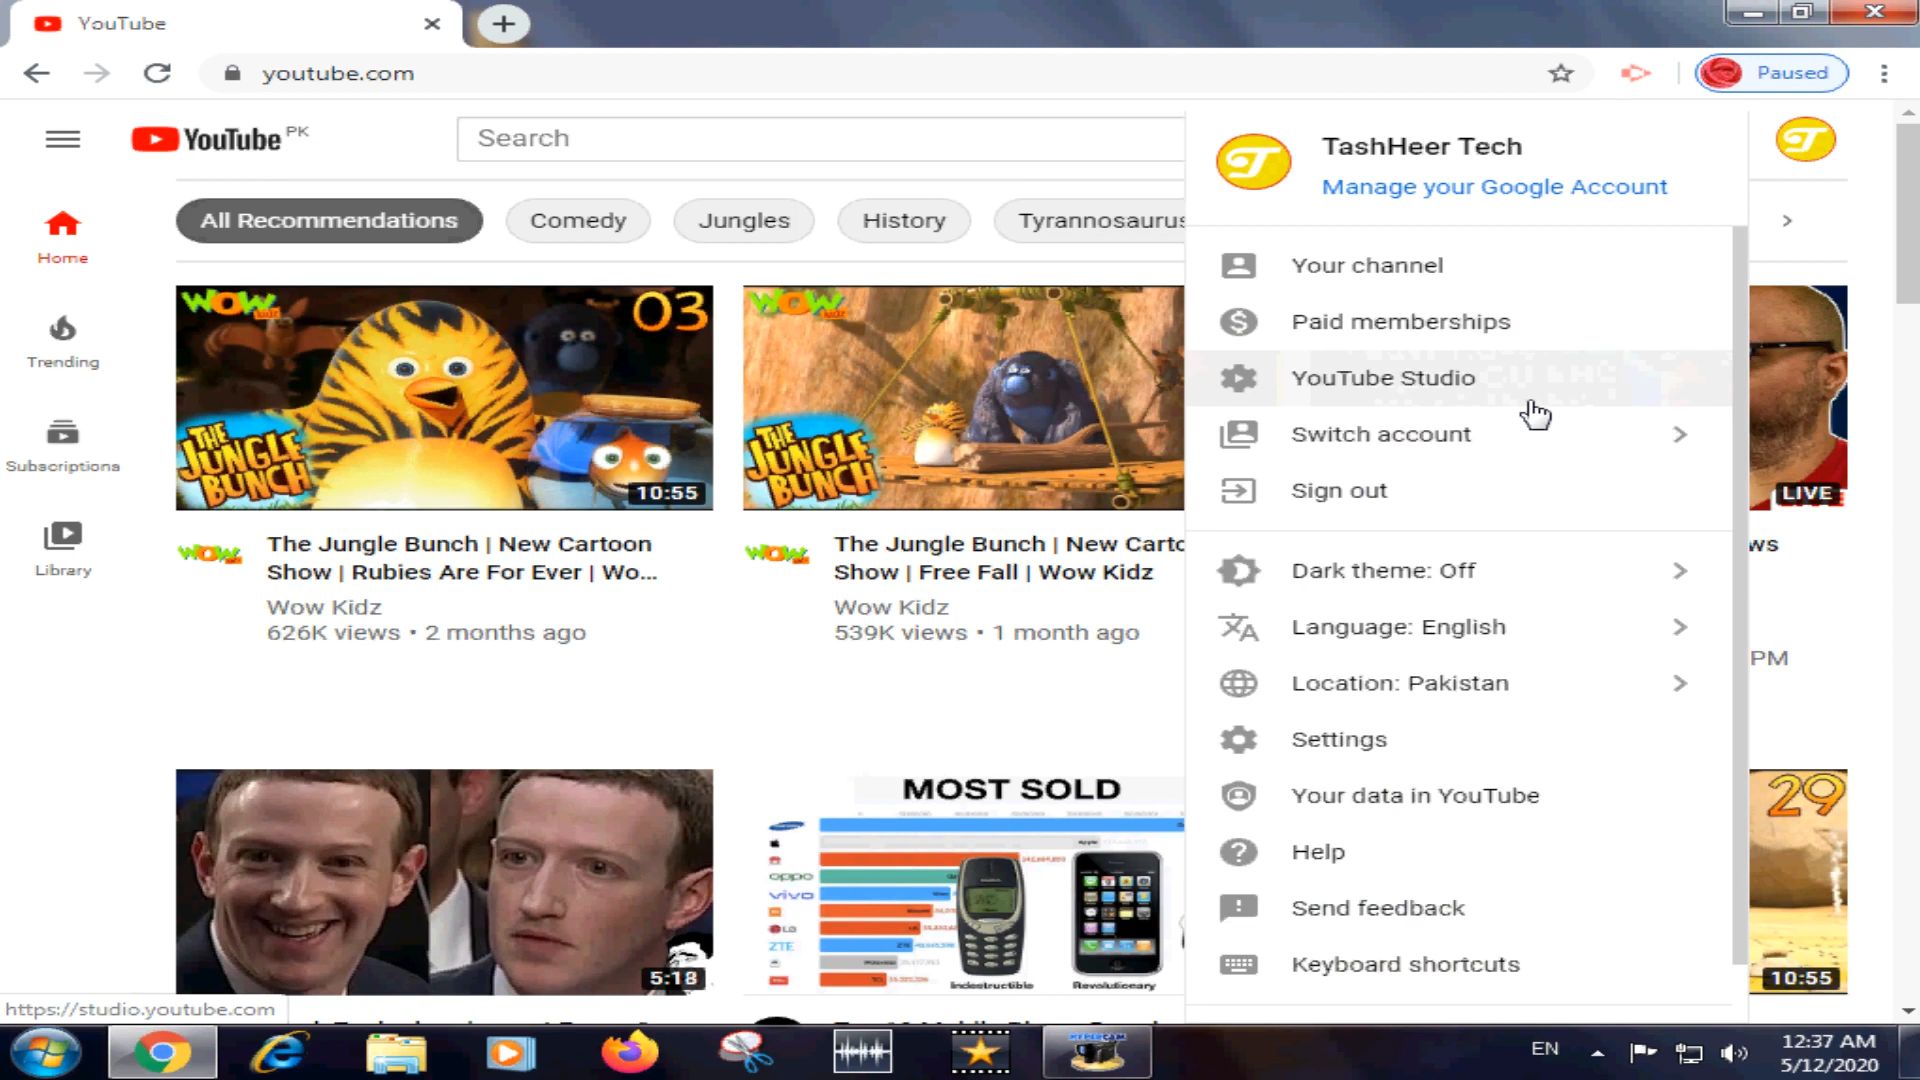 YouTube
youtube.com
Paused
YouTube PK
Search
TashHeer Tech
Manage your Google Account
All Recommendations
Comedy
Jungles
History
Tyrannosaurus
Home
Trending
Subscriptions
Library
Your channel
Paid memberships
YouTube Studio
Switch account
Sign out
Dark theme: Off
Language: English
Location: Pakistan
Settings
Your data in YouTube
Help
Send feedback
Keyboard shortcuts
WOW
03
THE
JUNGLE
BUNCH
10:55
WOW
THE
JUNGLE
BUNCH
LIVE
WOW
The Jungle Bunch | New Cartoon
Show | Rubies Are For Ever | Wo...
Wow Kidz
626K views • 2 months ago
WOW
The Jungle Bunch | New Carto
Show | Free Fall | Wow Kidz
Wow Kidz
539K views • 1 month ago
ws
PM
5:18
MOST SOLD
Apple
oppo
vivo
LG
ZTE
ZTE
Indestructible
Revolutionary
29
10:55
https://studio.youtube.com
HYPERCAM
EN
12:37 AM
5/12/2020